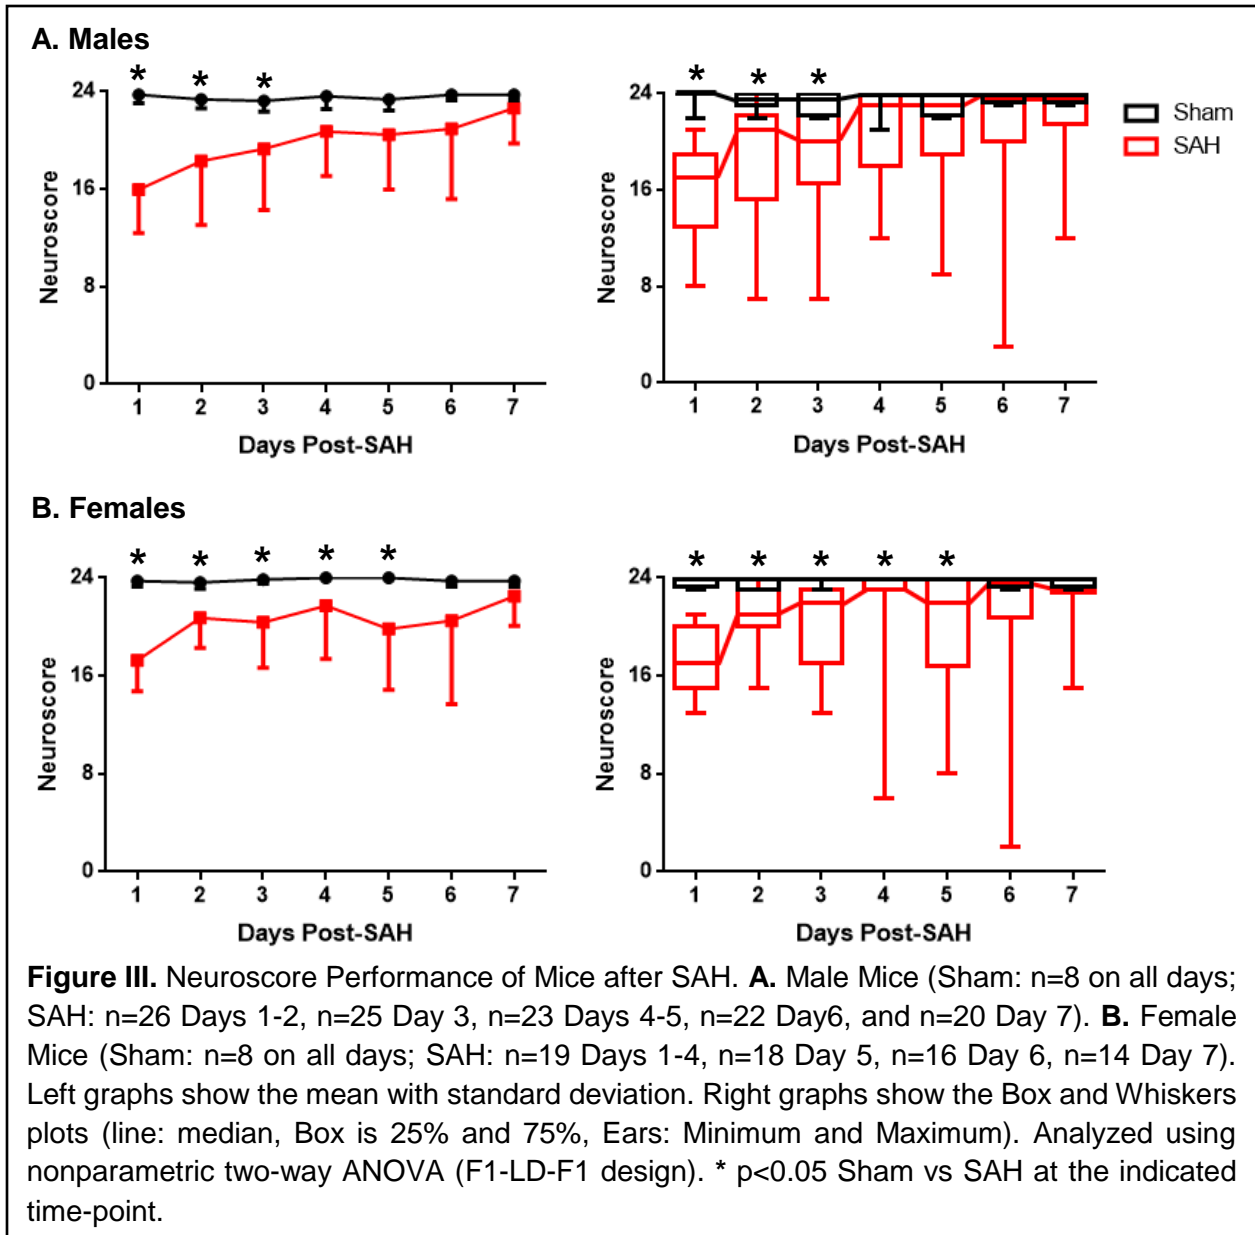 A. Males
* * *
24
16
8
0
Neuroscore
1 2 3 4 5 6 7
Days Post-SAH
* * *
24
16
8
0
Neuroscore
1 2 3 4 5 6 7
Days Post-SAH
Sham
SAH
B. Females
* * * * *
24
16
8
0
Neuroscore
1 2 3 4 5 6 7
Days Post-SAH
* * * * *
24
16
8
0
Neuroscore
1 2 3 4 5 6 7
Days Post-SAH
Figure III. Neuroscore Performance of Mice after SAH. A. Male Mice (Sham: n=8 on all days;
SAH: n=26 Days 1-2, n=25 Day 3, n=23 Days 4-5, n=22 Day6, and n=20 Day 7). B. Female
Mice (Sham: n=8 on all days; SAH: n=19 Days 1-4, n=18 Day 5, n=16 Day 6, n=14 Day 7).
Left graphs show the mean with standard deviation. Right graphs show the Box and Whiskers
plots (line: median, Box is 25% and 75%, Ears: Minimum and Maximum). Analyzed using
nonparametric two-way ANOVA (F1-LD-F1 design). * p<0.05 Sham vs SAH at the indicated
time-point.